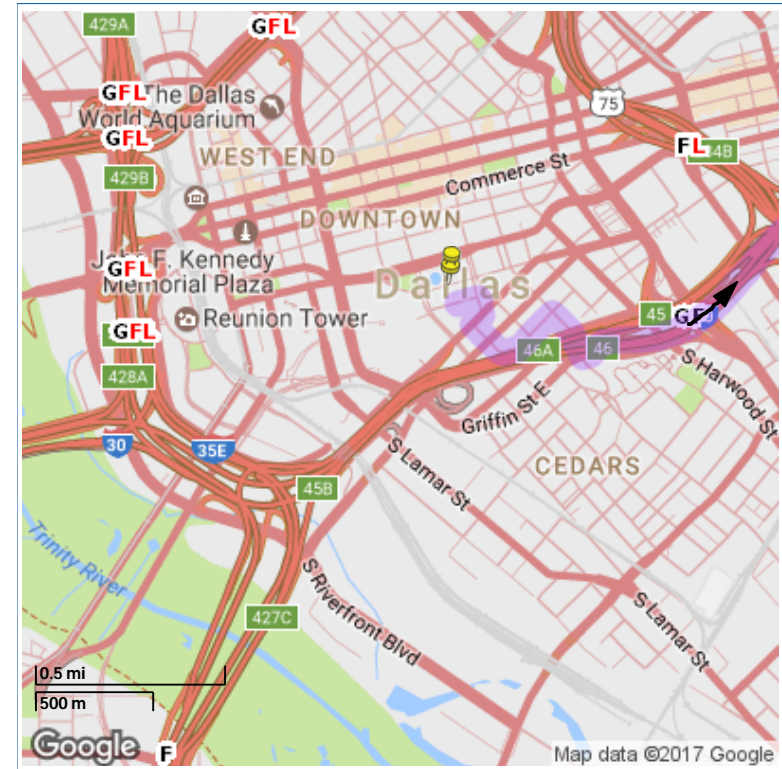 429A
GFL
GFL
The Dallas
World Aquarium
GFL
75
FL
WEST END
429B
Commerce St
DOWNTOWN
John F. Kennedy
Memorial Plaza
GFL
Dallas
Reunion Tower
GFL
45
46A
46
428A
S Harwood St
Griffin St E
30
35E
S Lamar St
CEDARS
45B
Trinity River
S Riverfront Blvd
427C
S Lamar St
0.5 mi
500 m
Google
F
Map data ©2017 Google